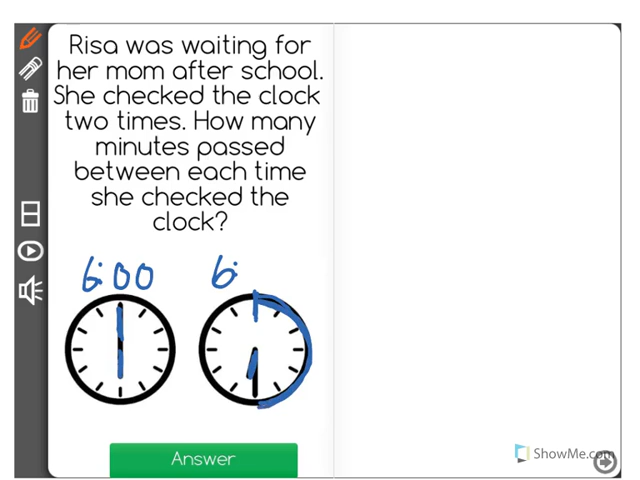 Risa was waiting for
her mom after school.
She checked the clock
two times. How many
minutes passed
between each time
she checked the
clock?
6:00 6:
Answer
ShowMe.com